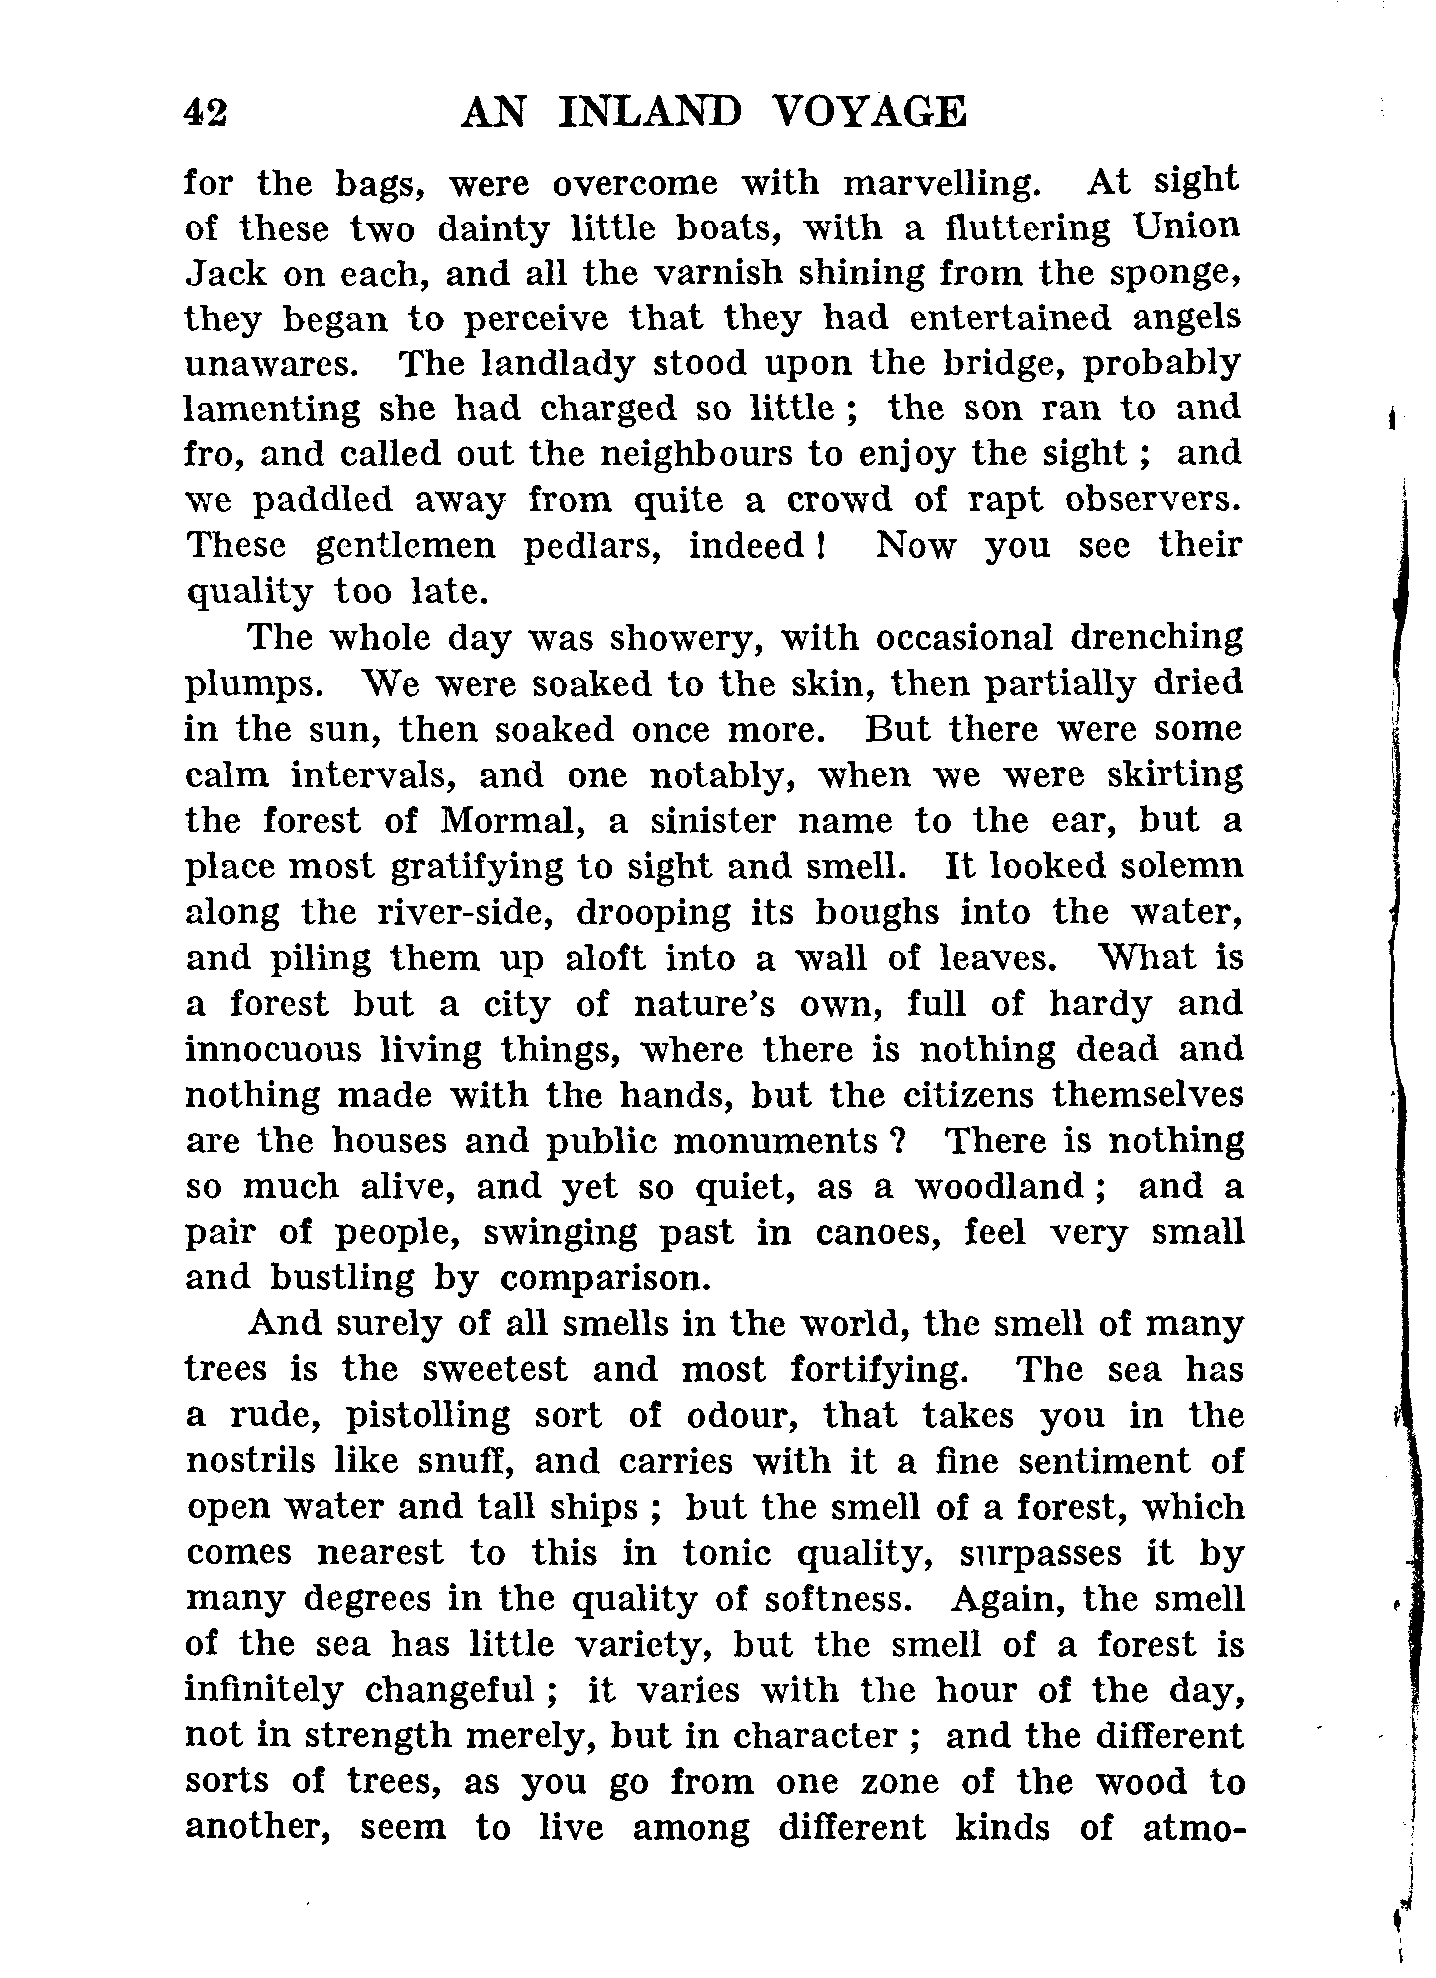 42 AN INLAND VOYAGE
for the bags, were overcome with marvelling. At sight
of these two dainty little boats, with a fluttering Union
Jack on each, and all the varnish shining from the sponge,
they began to perceive that they had entertained angels
unawares. The landlady stood upon the bridge, probably
lamenting she had charged so little ; the son ran to and
fro, and called out the neighbours to enjoy the sight ; and
we paddled away from quite a crowd of rapt observers.
These gentlemen pedlars, indeed ! Now you see their
quality too late.
The whole day was showery, with occasional drenching
plumps. We were soaked to the skin, then partially dried
in the sun, then soaked once more. But there were some
calm intervals, and one notably, when we were skirting
the forest of Mormal, a sinister name to the ear, but a
place most gratifying to sight and smell. It looked solemn
along the river-side, drooping its boughs into the water,
and piling them up aloft into a wall of leaves. What is
a forest but a city of nature's own, full of hardy and
innocuous living things, where there is nothing dead and
nothing made with the hands, but the citizens themselves
are the houses and public monuments ? There is nothing
so much alive, and yet so quiet, as a woodland ; and a
pair of people, swinging past in canoes, feel very small
and bustling by comparison.
And surely of all smells in the world, the smell of many
trees is the sweetest and most fortifying. The sea has
a rude, pistolling sort of odour, that takes you in the
nostrils like snuff, and carries with it a fine sentiment of
open water and tall ships ; but the smell of a forest, which
comes nearest to this in tonic quality, surpasses it by
many degrees in the quality of softness. Again, the smell
of the sea has little variety, but the smell of a forest is
infinitely changeful ; it varies with the hour of the day,
not in strength merely, but in character ; and the different
sorts of trees, as you go from one zone of the wood to
another, seem to live among different kinds of atmo-